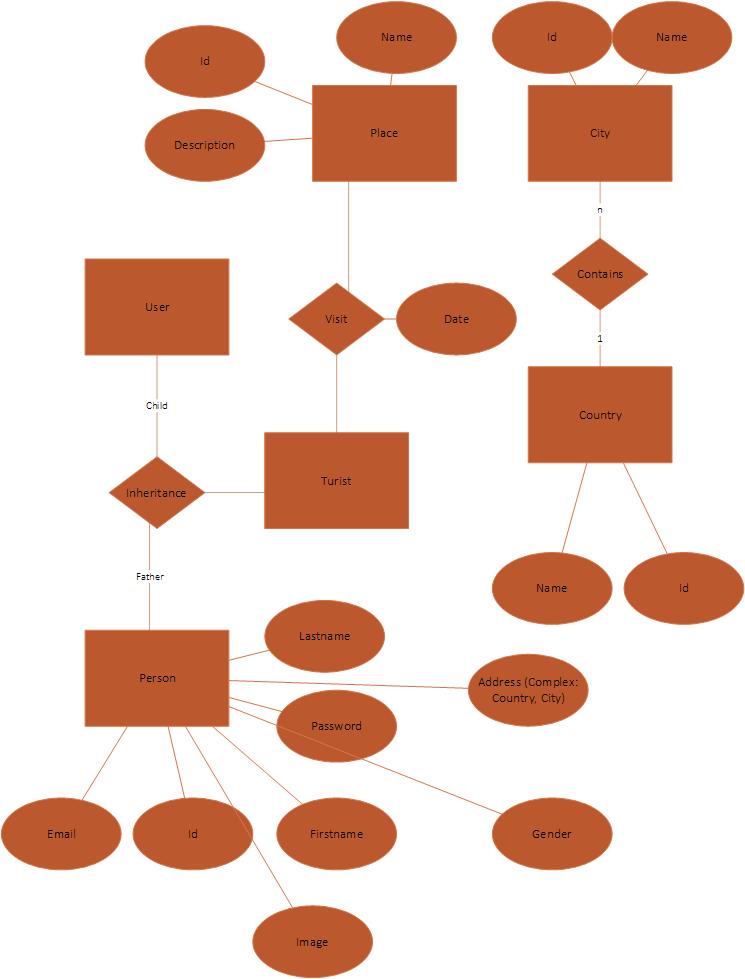 Name
Id
Name
Id
Place
City
Description
n
Contains
User
Visit
Date
1
Child
Country
Turist
Inheritance
Father
Name
Id
Lastname
Person
Address (Complex:
Country, City)
Password
Email
Id
Firstname
Gender
Image